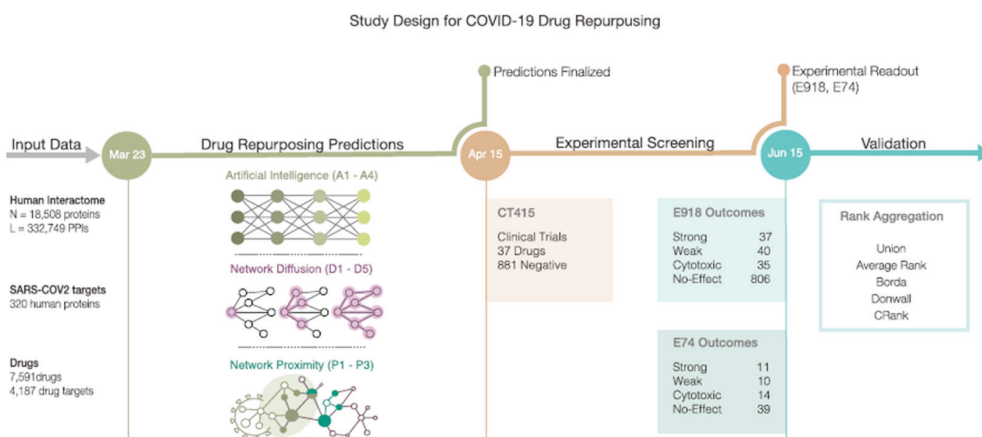 Study Design for COVID-19 Drug Repurpusing
Predictions Finalized
Experimental Readout
(E918, E74)
Input Data
Mar 23
Drug Repurposing Predictions
Apr 15
Experimental Screening
Jun 15
Validation
Human Interactome
N = 18,508 proteins
L = 332,749 PPIs
SARS-COV2 targets
320 human proteins
Drugs
7,591drugs
4,187 drug targets
Artificial Intelligence (A1 - A4)
Network Diffusion (D1 - D5)
Network Proximity (P1 - P3)
CT415
Clinical Trials
37 Drugs
881 Negative
E918 Outcomes
Strong 37
Weak 40
Cytotoxic 35
No-Effect 806
E74 Outcomes
Strong 11
Weak 10
Cytotoxic 14
No-Effect 39
Rank Aggregation
Union
Average Rank
Borda
Donwall
CRank